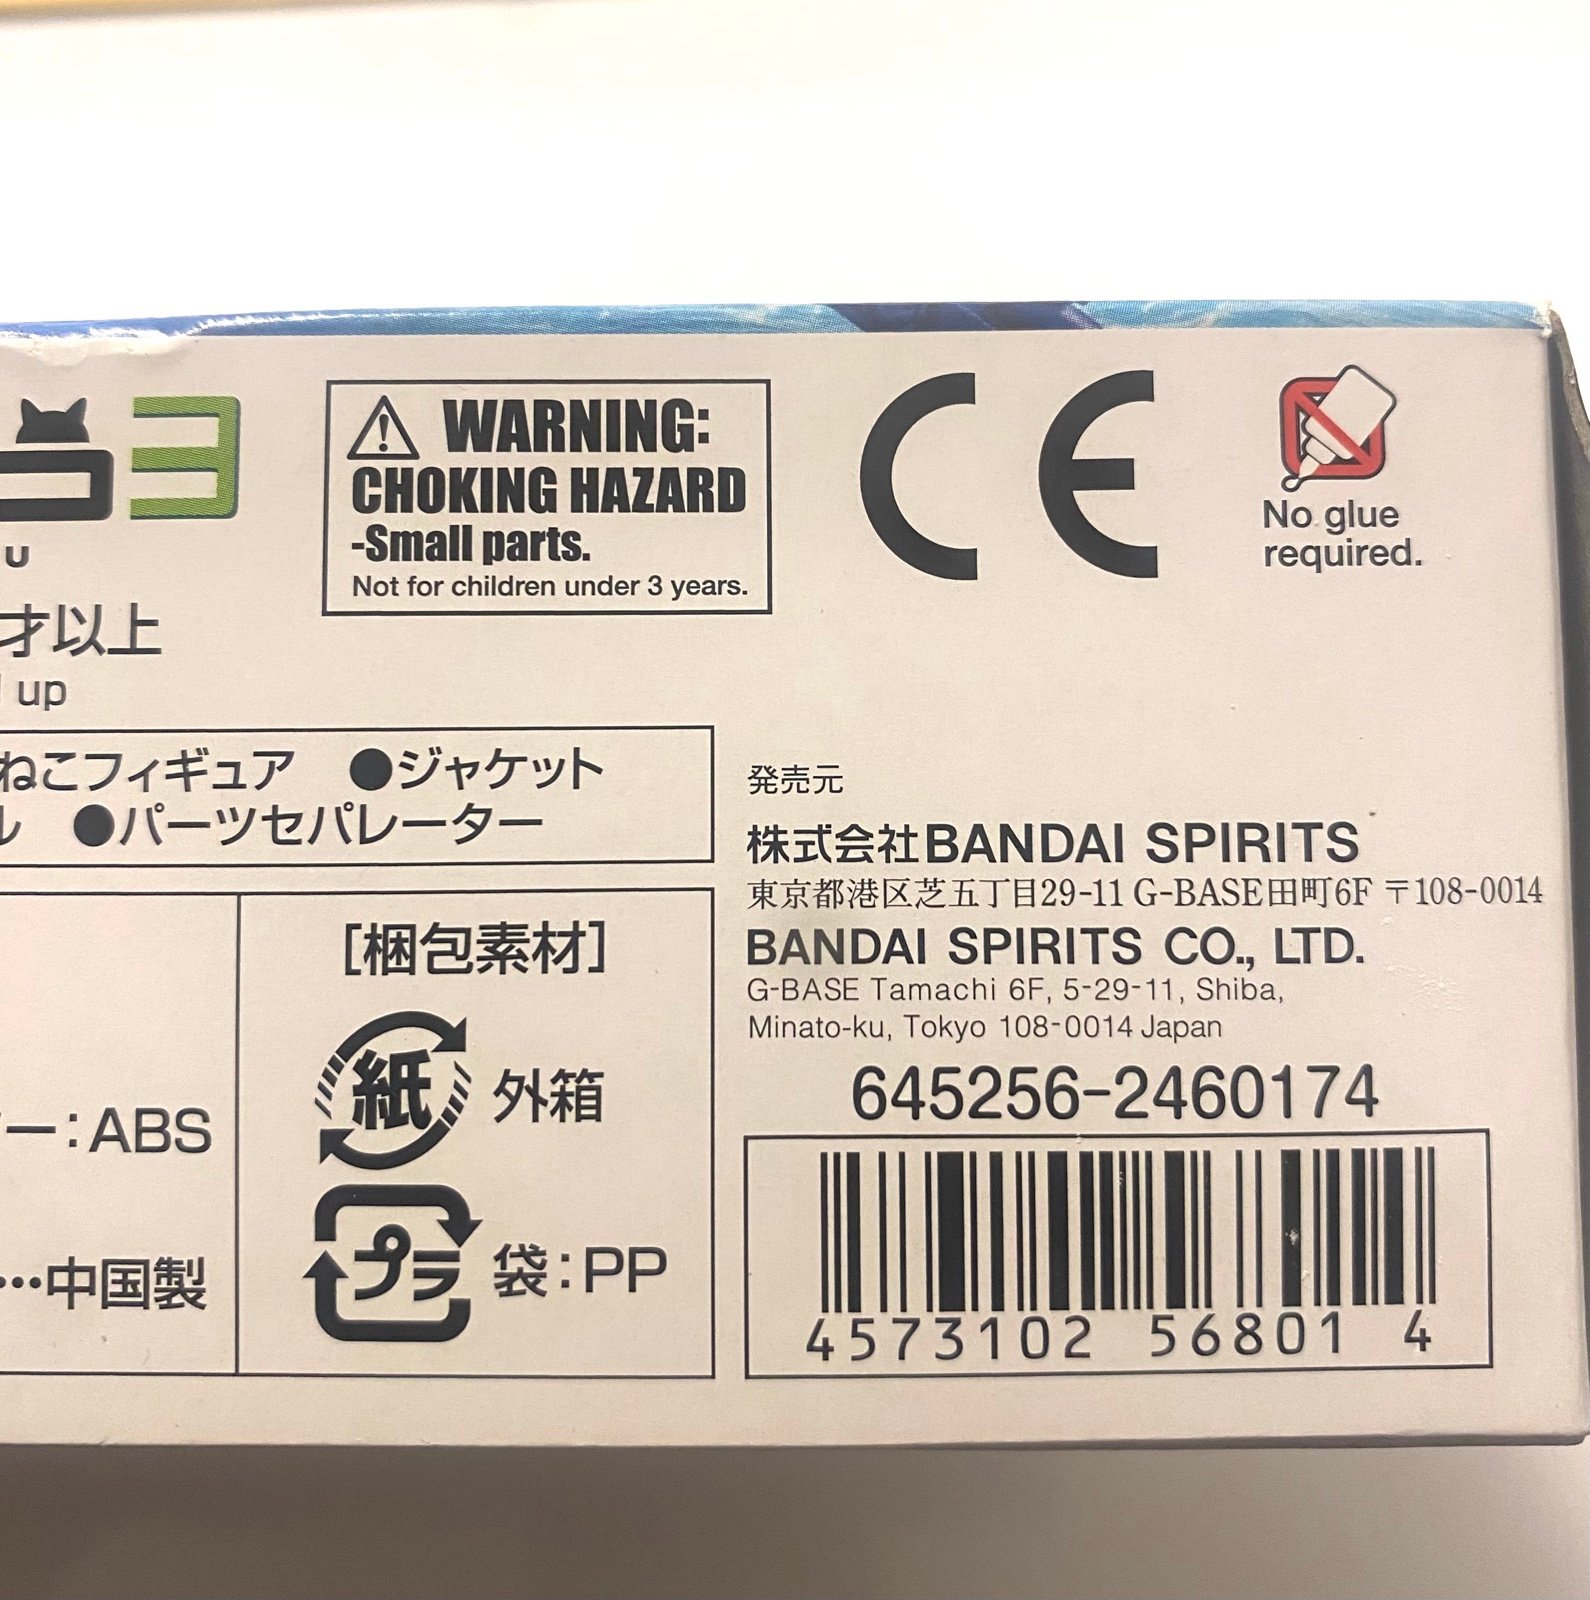 3
WARNING:
CHOKING HAZARD
-Small parts.
Not for children under 3 years.
CE
No glue
required.
U
才以上
up
ねこフィギュア ●ジャケット
ル ●パーツセパレーター
発売元
株式会社BANDAI SPIRITS
東京都港区芝五丁目29-11 G-BASE田町6F 〒108-0014
BANDAI SPIRITS CO., LTD.
G-BASE Tamachi 6F, 5-29-11, Shiba,
Minato-ku, Tokyo 108-0014 Japan
645256-2460174
4573102 56801 4
[梱包素材]
紙 外箱
プラ 袋:PP
ー:ABS
…中国製